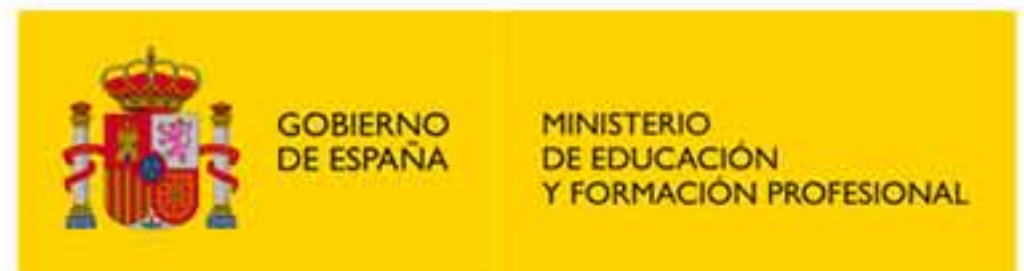 GOBIERNO
DE ESPAÑA
MINISTERIO
DE EDUCACIÓN
Y FORMACIÓN PROFESIONAL